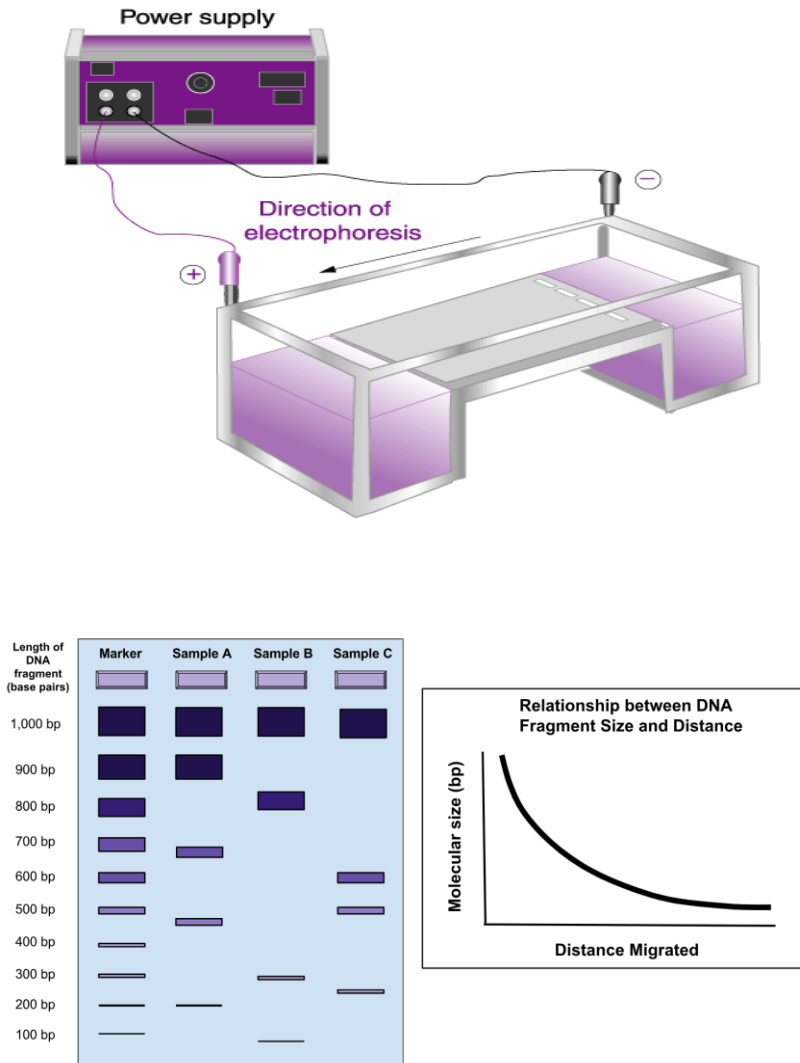 Power supply
−
Direction of
electrophoresis
+
Length of
DNA
fragment
(base pairs)
Marker
Sample A
Sample B
Sample C
1,000 bp
900 bp
800 bp
700 bp
600 bp
500 bp
400 bp
300 bp
200 bp
100 bp
Relationship between DNA
Fragment Size and Distance
Molecular size (bp)
Distance Migrated